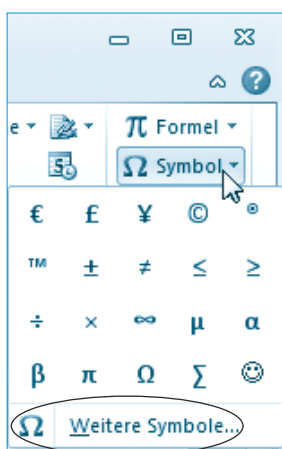 e
π Formel
Ω Symbol
€ £ ¥ © ®
™ ± ≠ ≤ ≥
÷ × ∞ µ α
β π Ω ∑ ☺
Ω Weitere Symbole...